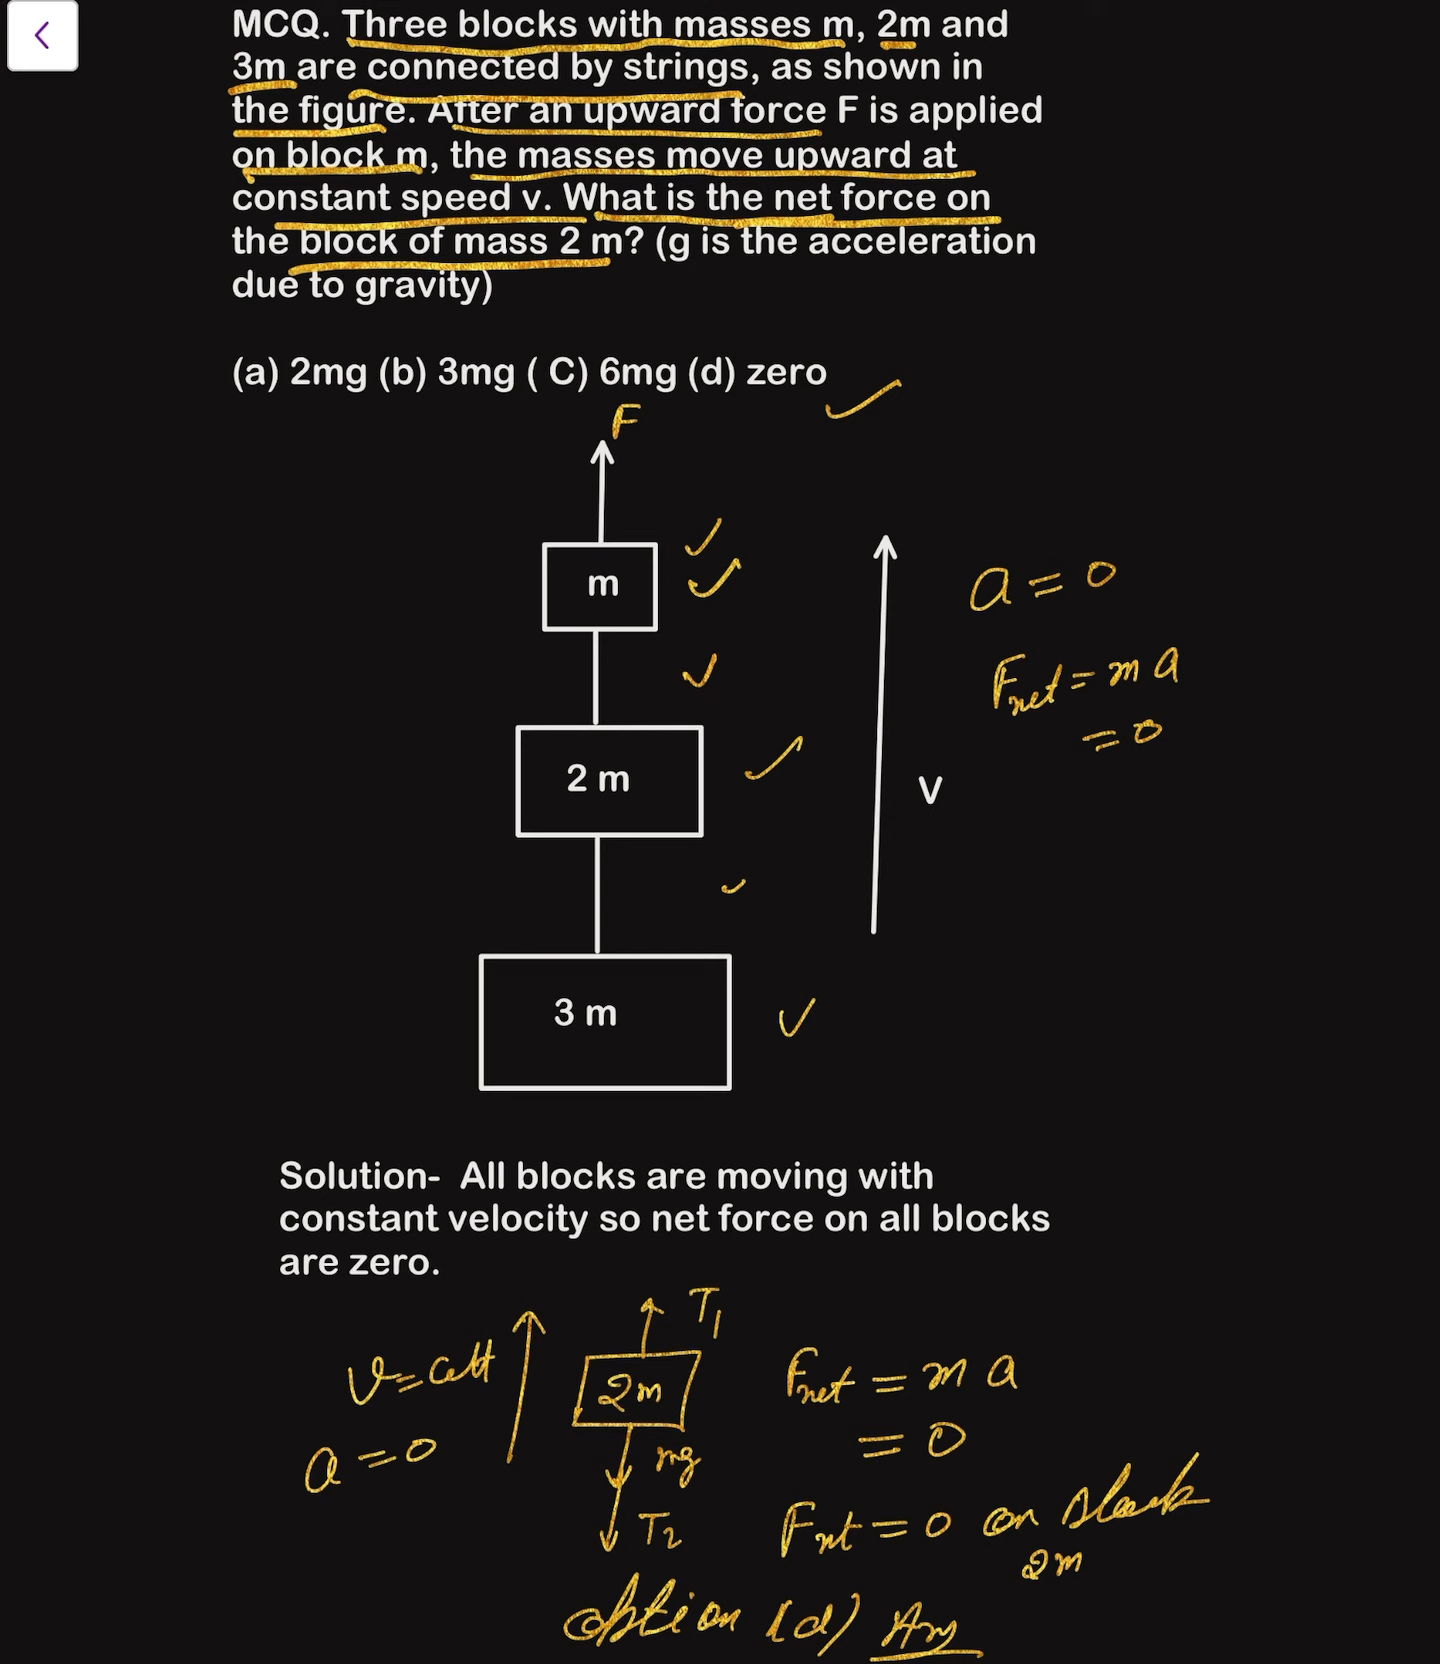 MCQ. Three blocks with masses m, 2m and
3m are connected by strings, as shown in
the figure. After an upward force F is applied
on block m, the masses move upward at
constant speed v. What is the net force on
the block of mass 2 m? (g is the acceleration
due to gravity)
(a) 2mg (b) 3mg ( C) 6mg (d) zero
F
m
a = 0
Fnet = m a
= 0
2 m
V
3 m
Solution- All blocks are moving with
constant velocity so net force on all blocks
are zero.
T1
v =
2m
Fnet = m a
a = 0
mg
= 0
T2
Fnt = 0 on
2m
option (d) Ans